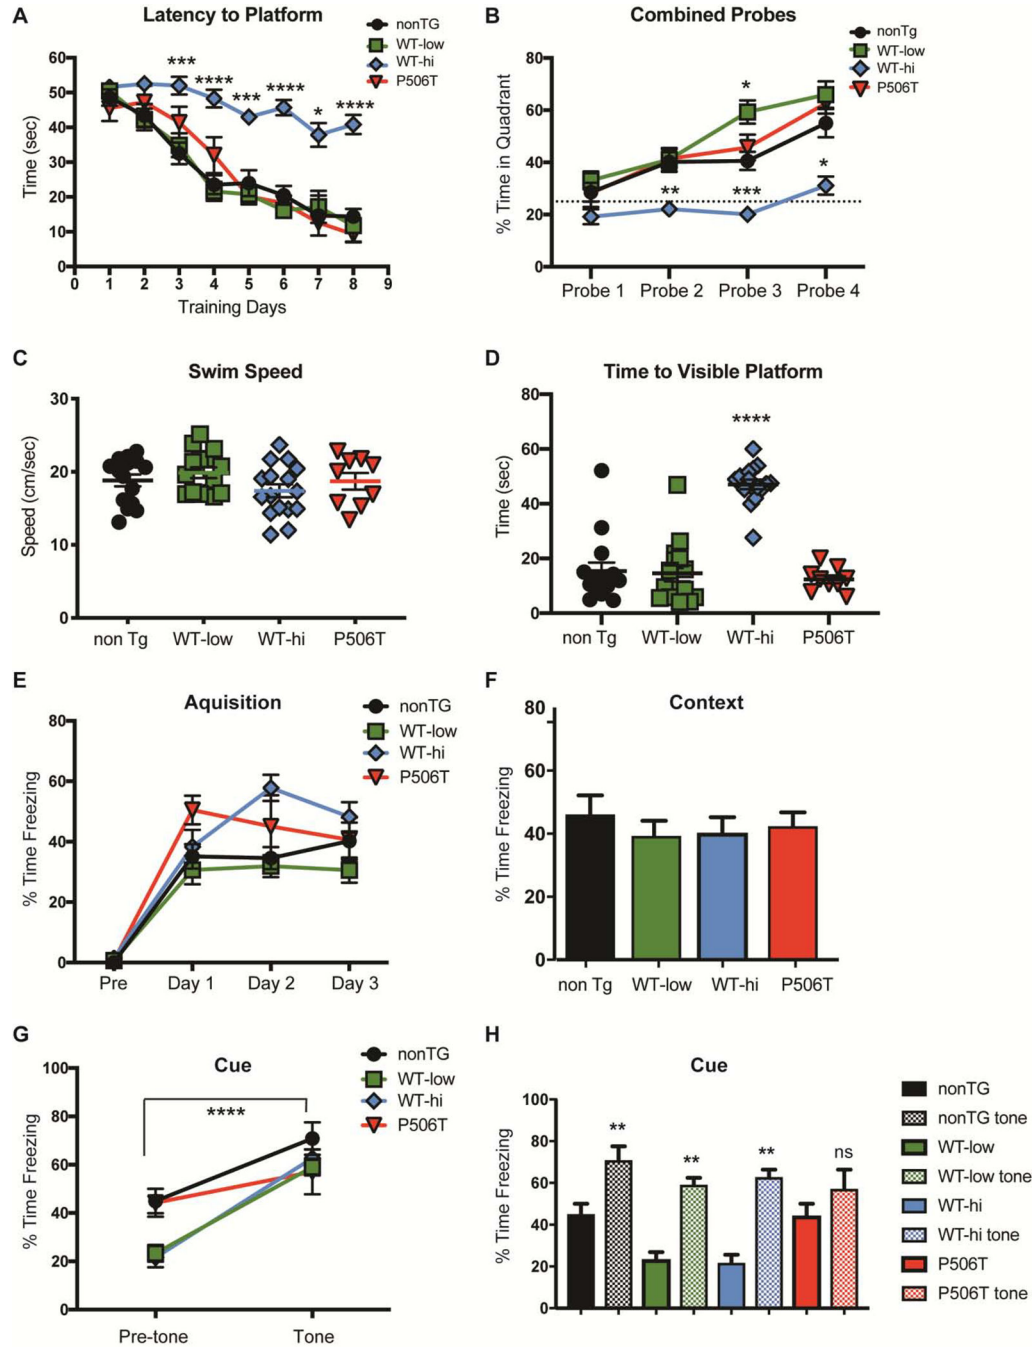 A
Latency to Platform
nonTG
WT-low
WT-hi
P506T
Time (sec)
60
50
40
30
20
10
0
*** **** *** **** * ****
0 1 2 3 4 5 6 7 8 9
Training Days
B
Combined Probes
nonTg
WT-low
WT-hi
P506T
% Time in Quadrant
80
60
40
20
0
*
** *** *
Probe 1 Probe 2 Probe 3 Probe 4
C
Swim Speed
Speed (cm/sec)
30
20
10
0
non Tg WT-low WT-hi P506T
D
Time to Visible Platform
Time (sec)
80
60
40
20
0
****
non Tg WT-low WT-hi P506T
E
Aquisition
nonTG
WT-low
WT-hi
P506T
% Time Freezing
80
60
40
20
0
Pre Day 1 Day 2 Day 3
F
Context
% Time Freezing
80
60
40
20
0
non Tg WT-low WT-hi P506T
G
Cue
nonTG
WT-low
WT-hi
P506T
% Time Freezing
100
80
60
40
20
0
****
Pre-tone Tone
H
Cue
% Time Freezing
100
80
60
40
20
0
** ** ** ns
nonTG
nonTG tone
WT-low
WT-low tone
WT-hi
WT-hi tone
P506T
P506T tone